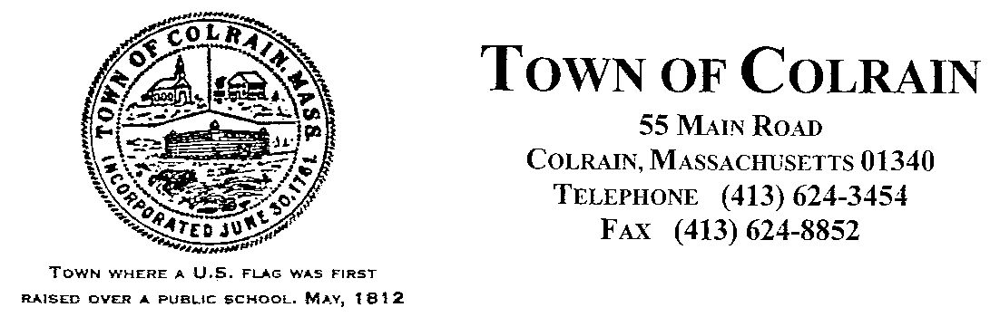 TOWN OF COLRAIN, MASS.
INCORPORATED JUNE 30, 1761.
TOWN WHERE A U.S. FLAG WAS FIRST
RAISED OVER A PUBLIC SCHOOL. MAY, 1812
TOWN OF COLRAIN
55 MAIN ROAD
COLRAIN, MASSACHUSETTS 01340
TELEPHONE (413) 624-3454
FAX (413) 624-8852